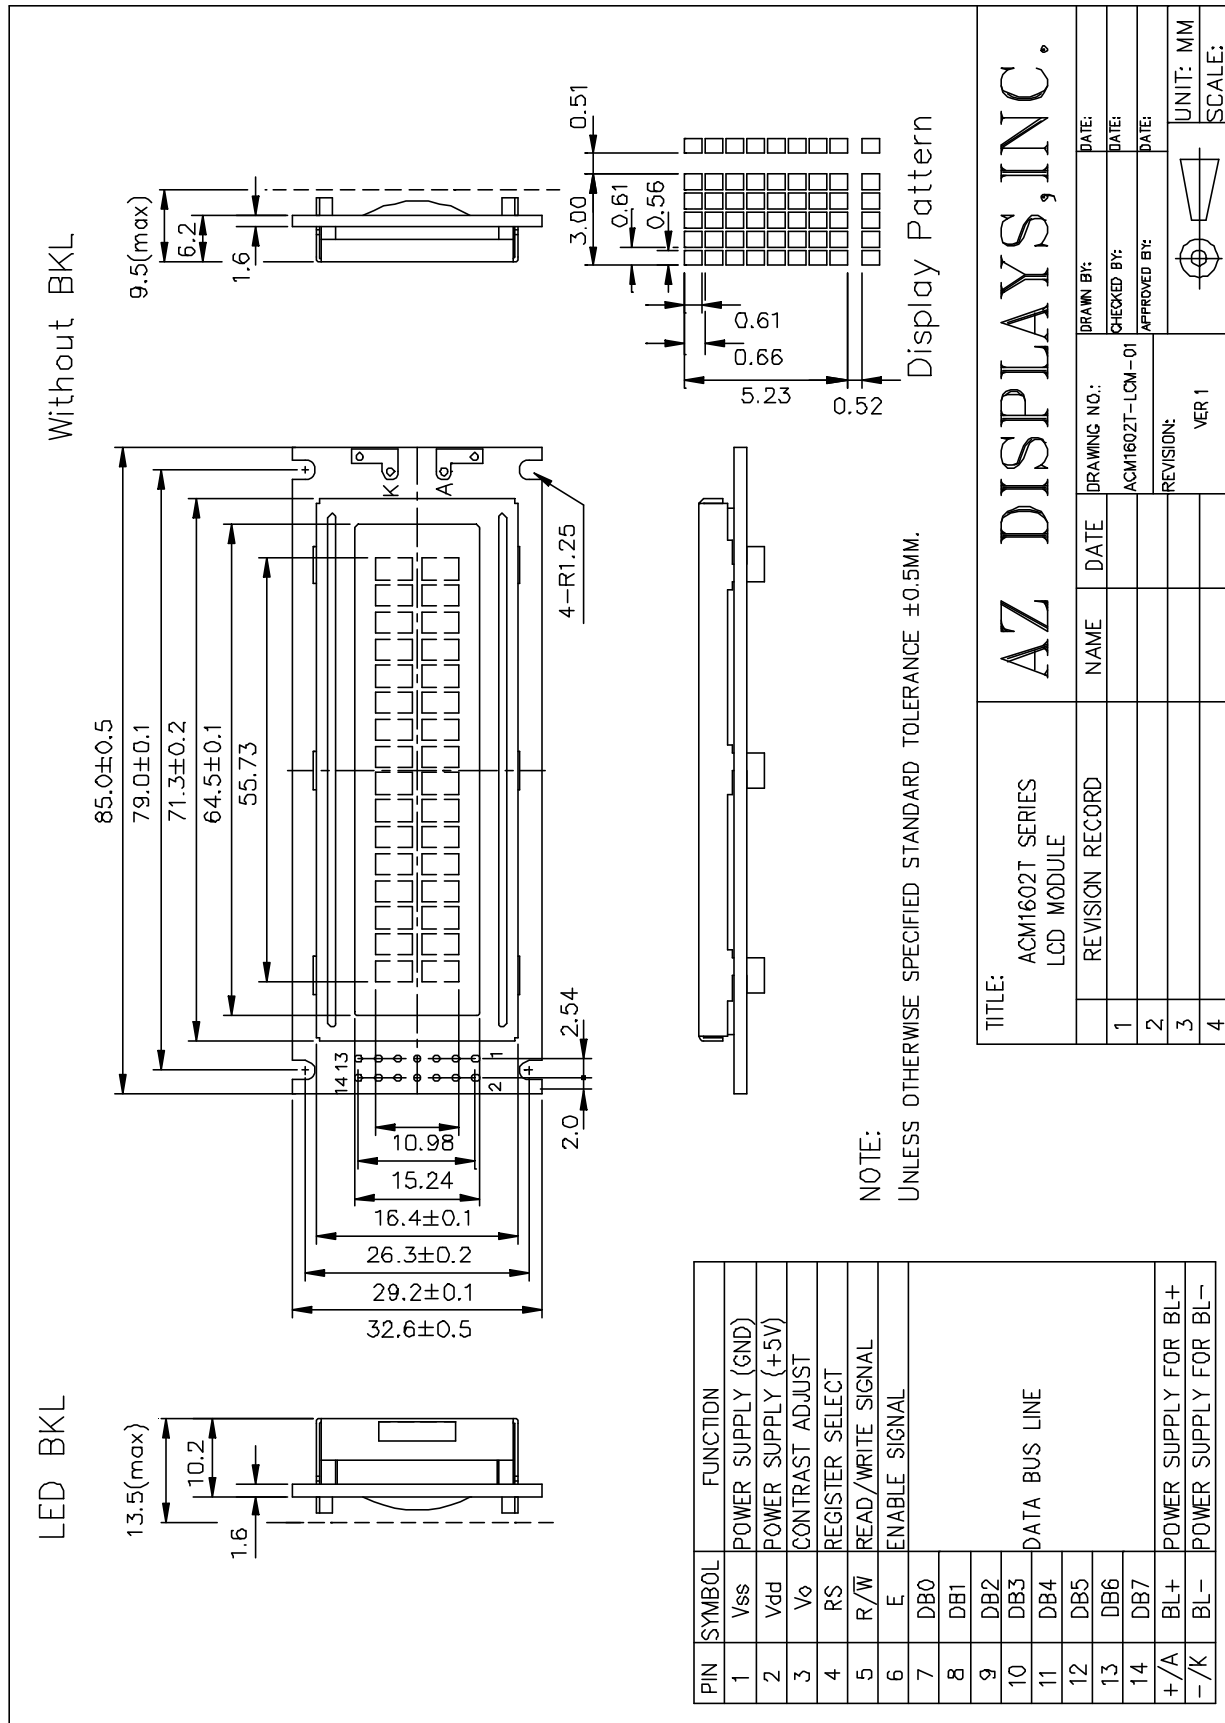 LED BKL
13.5(max)
10.2
1.6
Without BKL
9.5(max)
6.2
1.6
85.0±0.5
79.0±0.1
71.3±0.2
64.5±0.1
55.73
K
A
4-R1.25
14 13
2 1
2.54
2.0
10.98
15.24
16.4±0.1
26.3±0.2
29.2±0.1
32.6±0.5
3.00
0.51
0.61
0.56
0.61
0.66
5.23
0.52
Display Pattern
NOTE:
UNLESS OTHERWISE SPECIFIED STANDARD TOLERANCE ±0.5MM.
PIN SYMBOL FUNCTION
1 Vss POWER SUPPLY (GND)
2 Vdd POWER SUPPLY (+5V)
3 Vo CONTRAST ADJUST
4 RS REGISTER SELECT
5 R/W̅ READ/WRITE SIGNAL
6 E ENABLE SIGNAL
7 DB0
8 DB1
9 DB2
10 DB3 DATA BUS LINE
11 DB4
12 DB5
13 DB6
14 DB7
+/A BL+ POWER SUPPLY FOR BL+
-/K BL- POWER SUPPLY FOR BL-
TITLE:
ACM1602T SERIES
LCD MODULE
AZ DISPLAYS,INC.
REVISION RECORD NAME DATE
1
2
3
4
DRAWING NO.:
ACM1602T-LCM-01
REVISION:
VER 1
DRAWN BY: DATE:
CHECKED BY: DATE:
APPROVED BY: DATE:
UNIT: MM
SCALE: